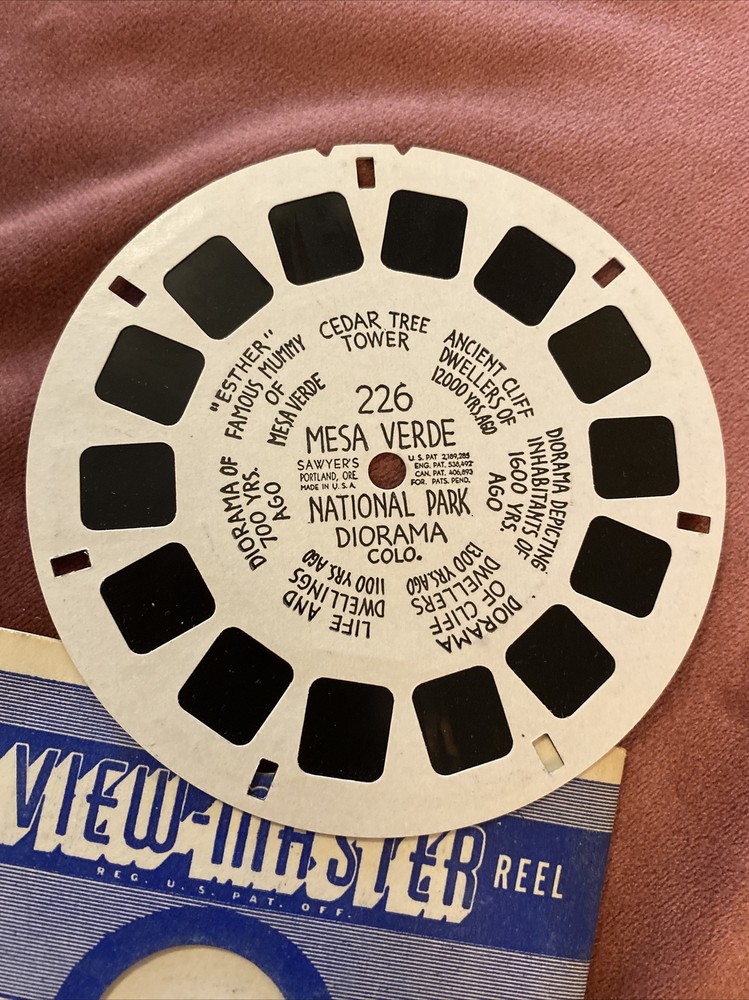 CEDAR TREE
TOWER
ANCIENT CLIFF
DWELLERS OF
12000 YRS. AGO
DIORAMA DEPICTING
INHABITANTS OF
1600 YRS.
AGO
DIORAMA
OF CLIFF
DWELLERS
1300 YRS. AGO
LIFE AND
DWELLINGS
1100 YRS. AGO
DIORAMA OF
700 YRS.
AGO
"ESTHER"
FAMOUS MUMMY
OF
MESA VERDE
226
MESA VERDE
SAWYER'S
PORTLAND, ORE.
MADE IN U.S.A.
U.S. PAT 2,189,285
ENG. PAT. 538,492
CAN. PAT. 406,893
FOR. PATS. PEND.
NATIONAL PARK
DIORAMA
COLO.
VIEW-MASTER REEL
REG. U.S. PAT. OFF.